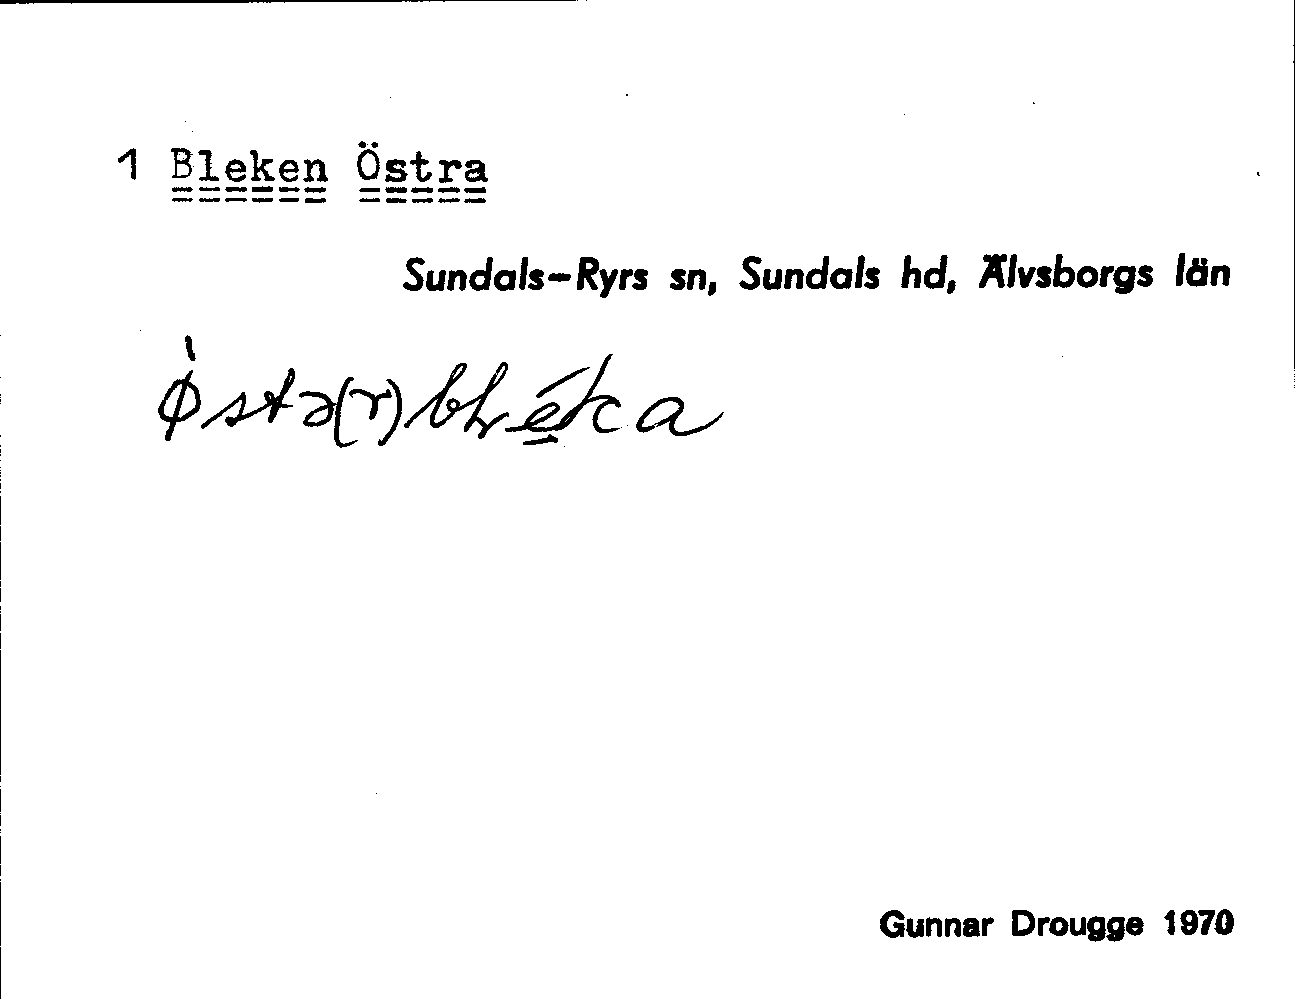 1 Bleken Östra
Sundals-Ryrs sn, Sundals hd, Älvsborgs län
Gunnar Drougge 1970